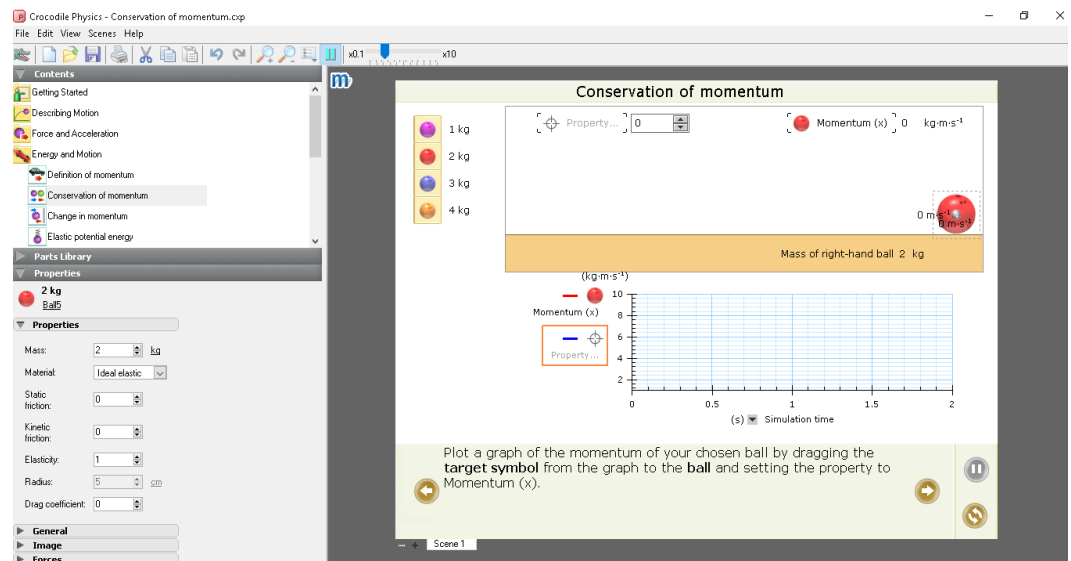 Crocodile Physics - Conservation of momentum.cxp
File Edit View Scenes Help
x0.1 x10
Contents
Getting Started
Describing Motion
Force and Acceleration
Energy and Motion
Definition of momentum
Conservation of momentum
Change in momentum
Elastic potential energy
Parts Library
Properties
2 kg
Ball5
Properties
Mass: 2 kg
Material: Ideal elastic
Static
friction: 0
Kinetic
friction: 0
Elasticity: 1
Radius: 5 cm
Drag coefficient: 0
General
Image
Forces
Conservation of momentum
1 kg
2 kg
3 kg
4 kg
Property... 0
Momentum (x) 0 kg·m·s⁻¹
0 m·s⁻¹
0 m·s⁻¹
Mass of right-hand ball 2 kg
(kg·m·s⁻¹)
Momentum (x)
Property...
10
8
6
4
2
0 0.5 1 1.5 2
(s) Simulation time
Plot a graph of the momentum of your chosen ball by dragging the
target symbol from the graph to the ball and setting the property to
Momentum (x).
Scene 1